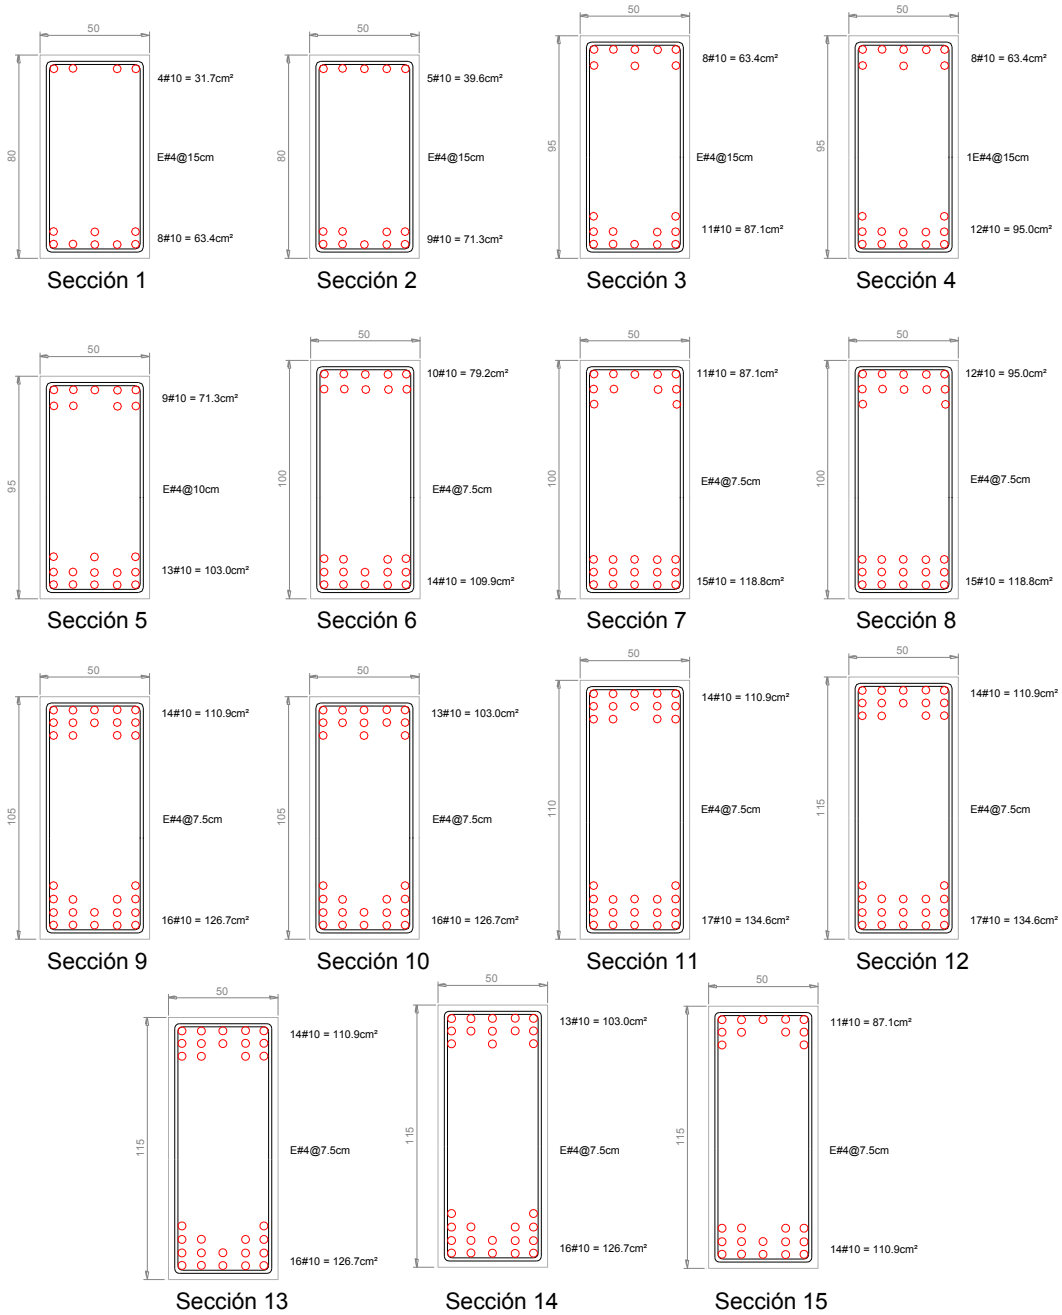 50
80
4#10 = 31.7cm²
E#4@15cm
8#10 = 63.4cm²
Sección 1
50
80
5#10 = 39.6cm²
E#4@15cm
9#10 = 71.3cm²
Sección 2
50
95
8#10 = 63.4cm²
E#4@15cm
11#10 = 87.1cm²
Sección 3
50
95
8#10 = 63.4cm²
1E#4@15cm
12#10 = 95.0cm²
Sección 4
50
95
9#10 = 71.3cm²
E#4@10cm
13#10 = 103.0cm²
Sección 5
50
100
10#10 = 79.2cm²
E#4@7.5cm
14#10 = 109.9cm²
Sección 6
50
100
11#10 = 87.1cm²
E#4@7.5cm
15#10 = 118.8cm²
Sección 7
50
100
12#10 = 95.0cm²
E#4@7.5cm
15#10 = 118.8cm²
Sección 8
50
105
14#10 = 110.9cm²
E#4@7.5cm
16#10 = 126.7cm²
Sección 9
50
105
13#10 = 103.0cm²
E#4@7.5cm
16#10 = 126.7cm²
Sección 10
50
110
14#10 = 110.9cm²
E#4@7.5cm
17#10 = 134.6cm²
Sección 11
50
115
14#10 = 110.9cm²
E#4@7.5cm
17#10 = 134.6cm²
Sección 12
50
115
14#10 = 110.9cm²
E#4@7.5cm
16#10 = 126.7cm²
Sección 13
50
115
13#10 = 103.0cm²
E#4@7.5cm
16#10 = 126.7cm²
Sección 14
50
115
11#10 = 87.1cm²
E#4@7.5cm
14#10 = 110.9cm²
Sección 15